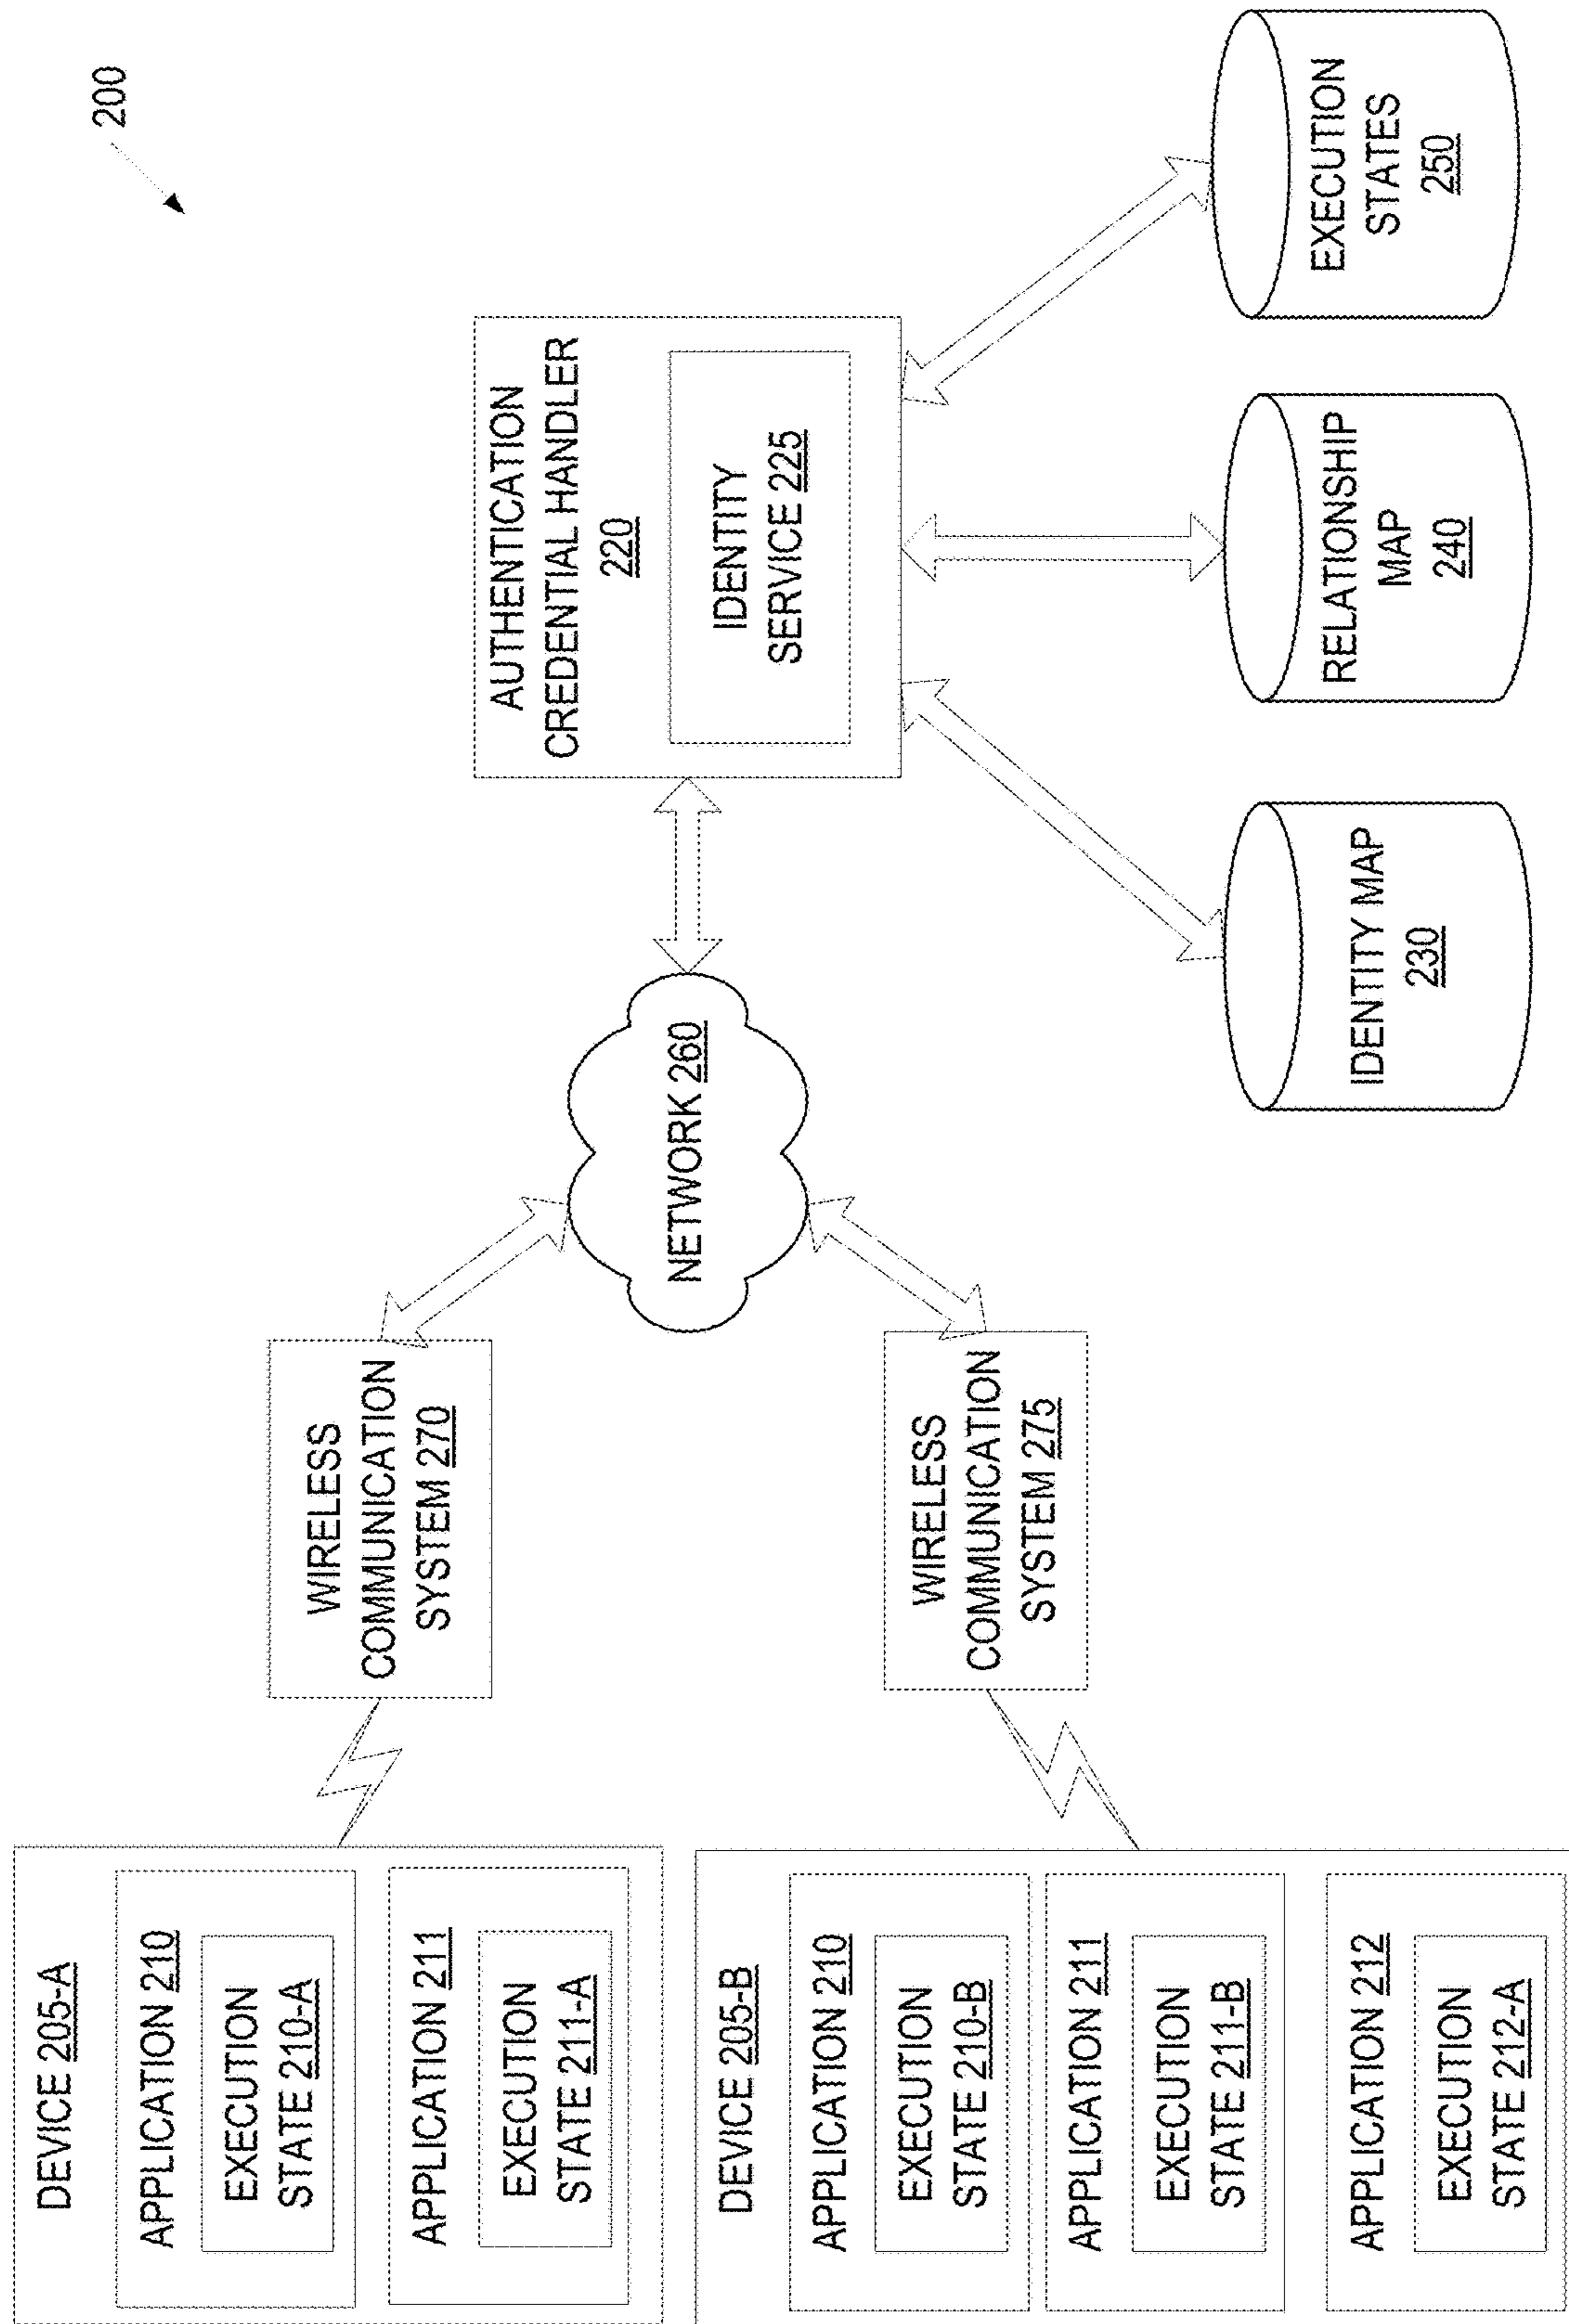 200
DEVICE 205-A
APPLICATION 210
EXECUTION
STATE 210-A
APPLICATION 211
EXECUTION
STATE 211-A
DEVICE 205-B
APPLICATION 210
EXECUTION
STATE 210-B
APPLICATION 211
EXECUTION
STATE 211-B
APPLICATION 212
EXECUTION
STATE 212-A
WIRELESS
COMMUNICATION
SYSTEM 270
WIRELESS
COMMUNICATION
SYSTEM 275
NETWORK 260
AUTHENTICATION
CREDENTIAL HANDLER
220
IDENTITY
SERVICE 225
IDENTITY MAP
230
RELATIONSHIP
MAP
240
EXECUTION
STATES
250